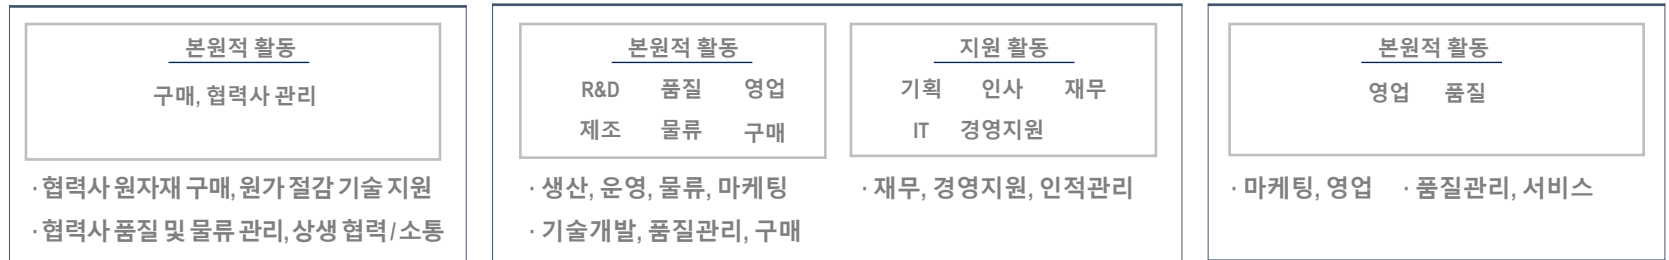 본원적 활동
구매, 협력사 관리
· 협력사 원자재 구매, 원가 절감 기술 지원
· 협력사 품질 및 물류 관리, 상생 협력 / 소통
본원적 활동
R&D 품질 영업
제조 물류 구매
· 생산, 운영, 물류, 마케팅
· 기술개발, 품질관리, 구매
지원 활동
기획 인사 재무
IT 경영지원
· 재무, 경영지원, 인적관리
본원적 활동
영업 품질
· 마케팅, 영업 · 품질관리, 서비스